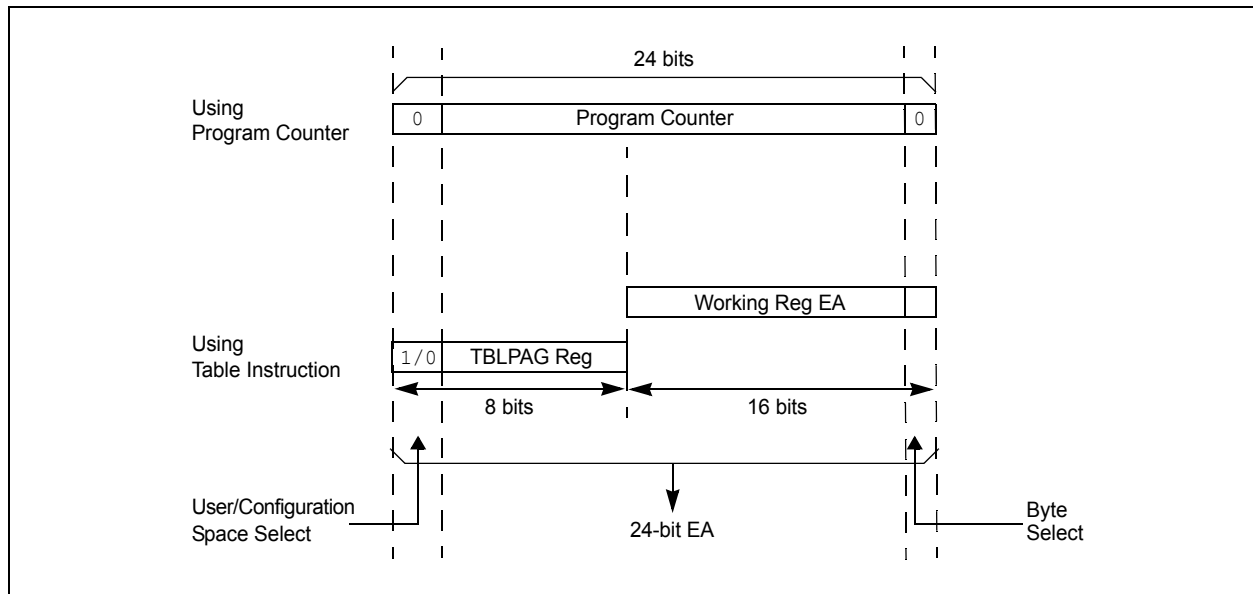 24 bits
Using
Program Counter
0
Program Counter
0
Working Reg EA
Using
Table Instruction
1/0
TBLPAG Reg
8 bits
16 bits
User/Configuration
Space Select
24-bit EA
Byte
Select